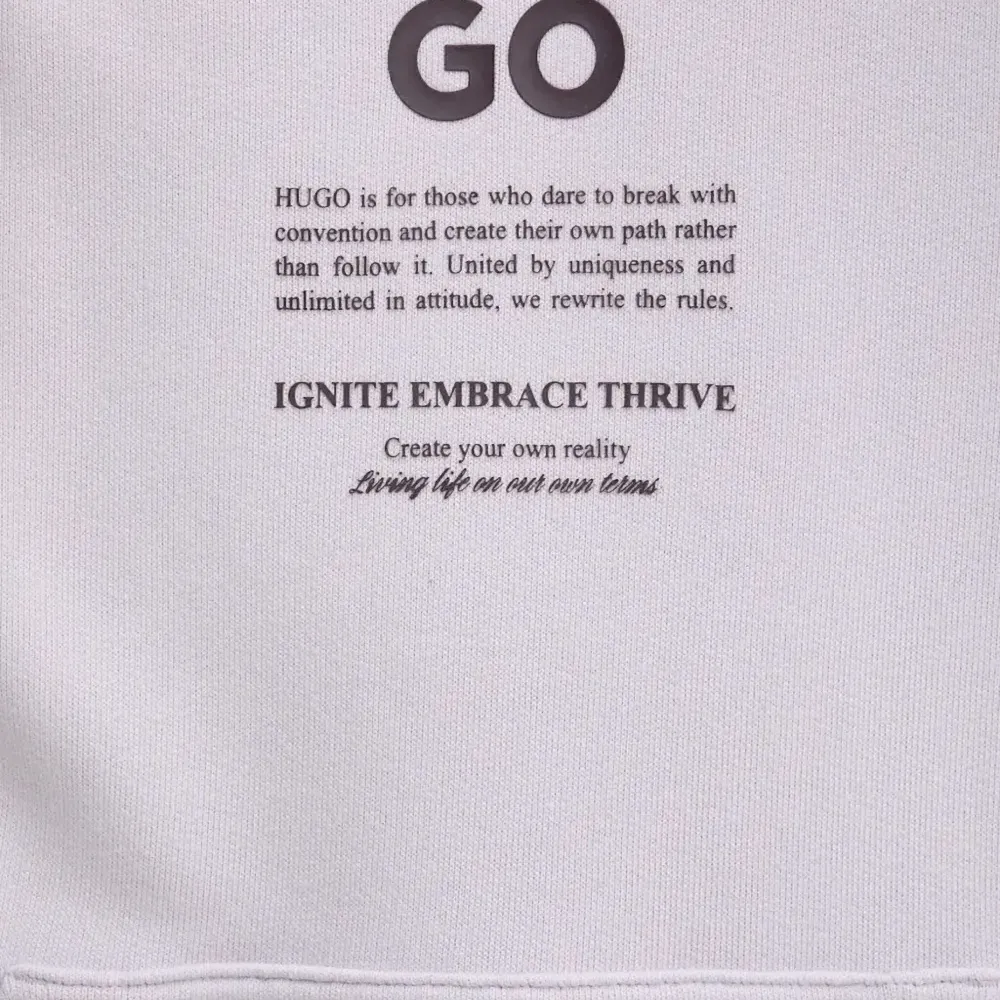 GO
HUGO is for those who dare to break with
convention and create their own path rather
than follow it. United by uniqueness and
unlimited in attitude, we rewrite the rules.
IGNITE EMBRACE THRIVE
Create your own reality
Living life on our own terms